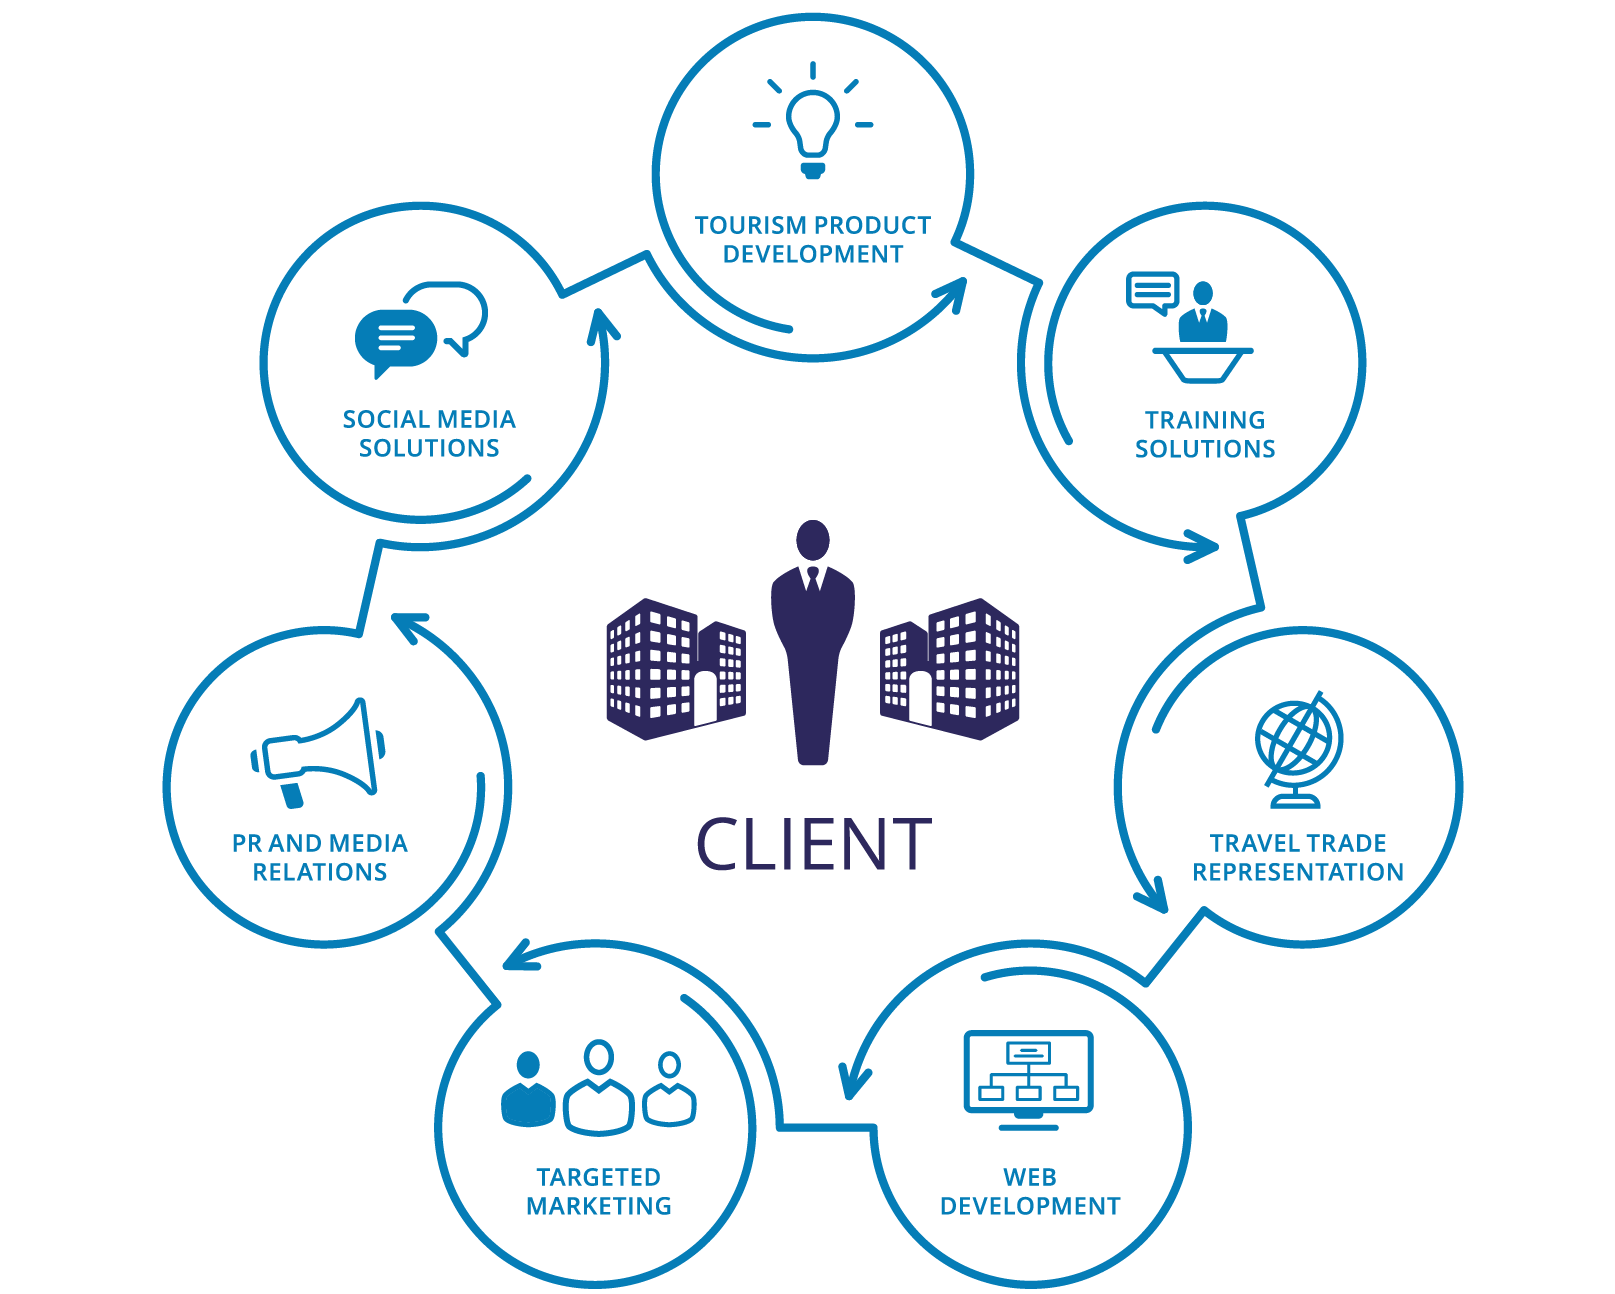 TOURISM PRODUCT
DEVELOPMENT
TRAINING
SOLUTIONS
TRAVEL TRADE
REPRESENTATION
WEB
DEVELOPMENT
TARGETED
MARKETING
PR AND MEDIA
RELATIONS
SOCIAL MEDIA
SOLUTIONS
CLIENT